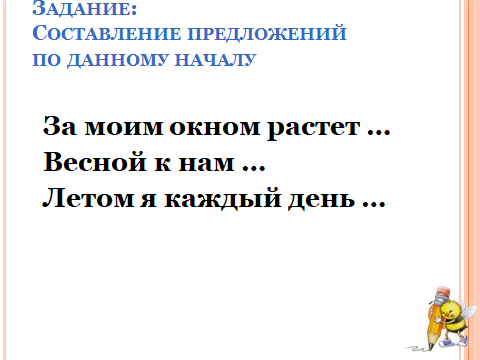 Задание:
Составление предложений
по данному началу
За моим окном растет ...
Весной к нам ...
Летом я каждый день ...